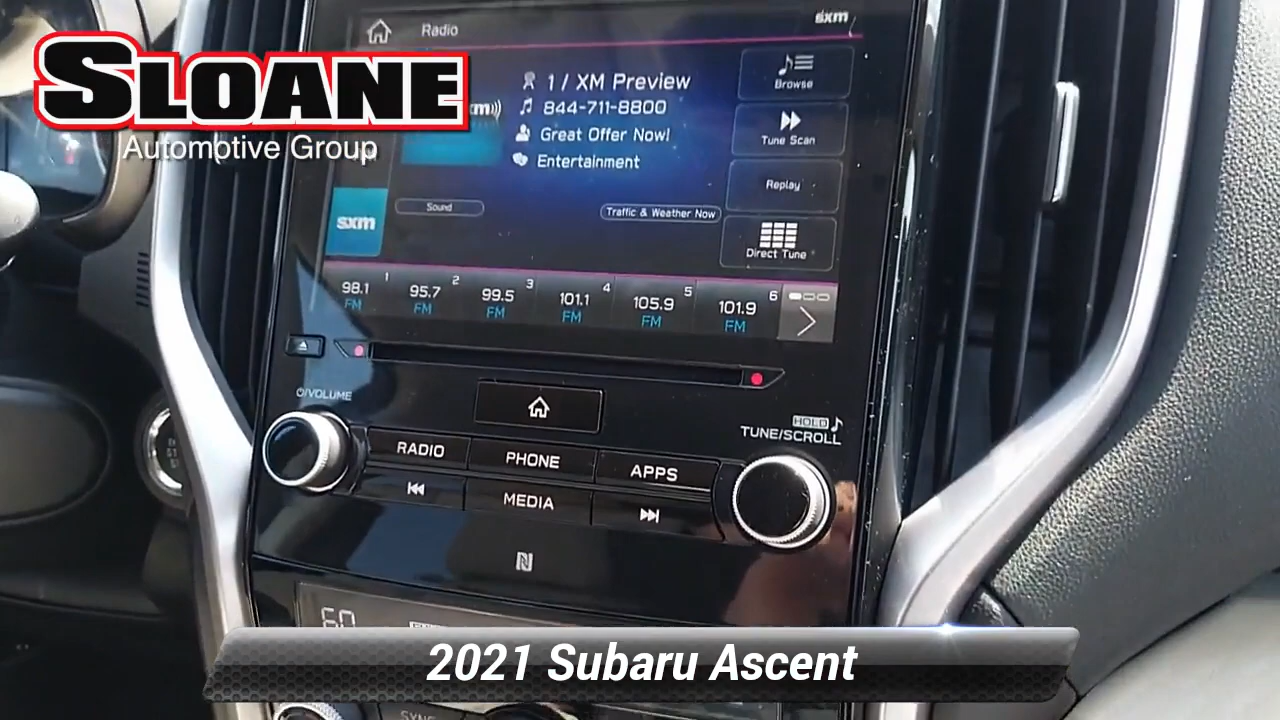 SLOANE
Automotive Group
Radio
sxm
1 / XM Preview
844-711-8800
Great Offer Now!
Entertainment
Browse
Tune Scan
Replay
Direct Tune
sxm
Sound
Traffic & Weather Now
1 2 3 4 5 6
98.1 95.7 99.5 101.1 105.9 101.9
FM FM FM FM FM FM
/VOLUME
HOLD
TUNE/SCROLL
RADIO PHONE APPS
MEDIA
N
60
2021 Subaru Ascent
SYNC